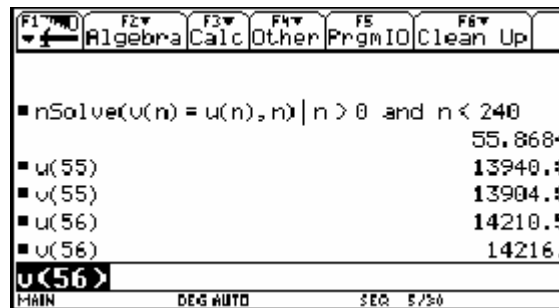 F1 F2 F3 F4 F5 F6
Algebra Calc Other PrgmIO Clean Up
nSolve(v(n) = u(n), n) | n > 0 and n < 240
55.868
u(55) 13940.
v(55) 13904.
u(56) 14210.
v(56) 14216.
v(56)
MAIN DEG AUTO SEQ 5/30